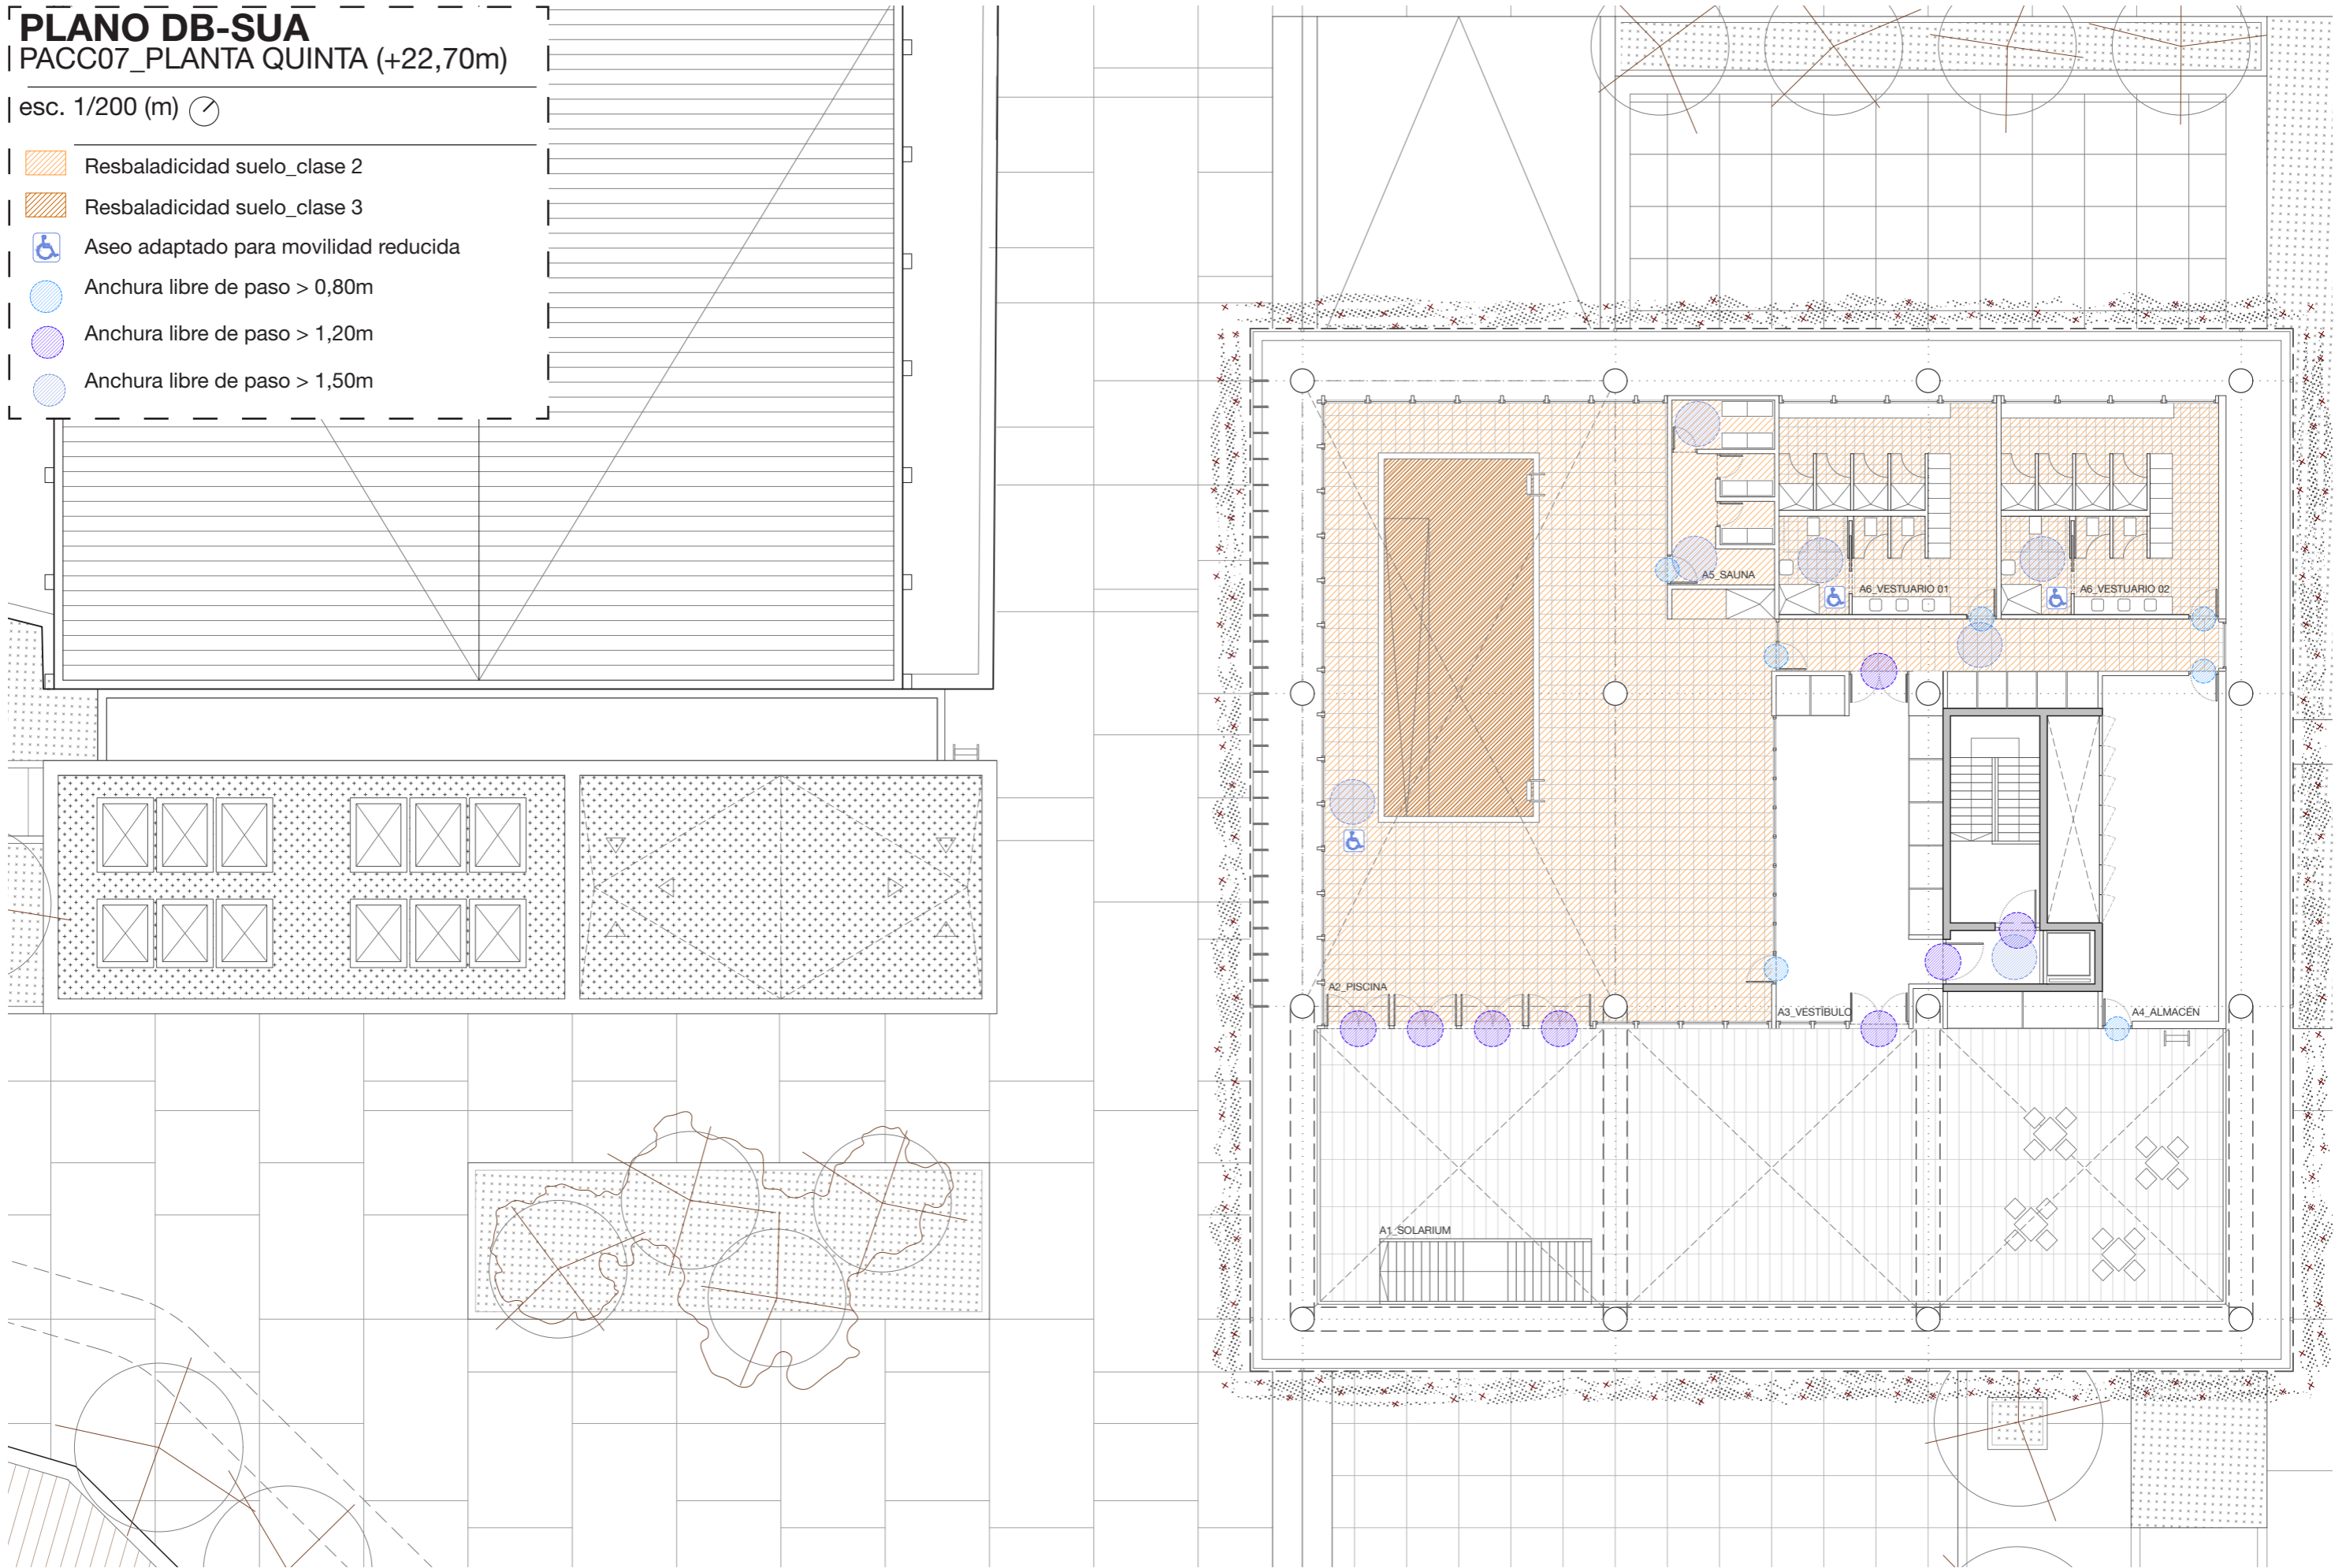 PLANO DB-SUA
PACC07_PLANTA QUINTA (+22,70m)
esc. 1/200 (m)
Resbaladicidad suelo_clase 2
Resbaladicidad suelo_clase 3
Aseo adaptado para movilidad reducida
Anchura libre de paso > 0,80m
Anchura libre de paso > 1,20m
Anchura libre de paso > 1,50m
A5_SAUNA
A6_VESTUARIO 01
A6_VESTUARIO 02
A2_PISCINA
A3_VESTÍBULO
A4_ALMACÉN
A1_SOLARIUM